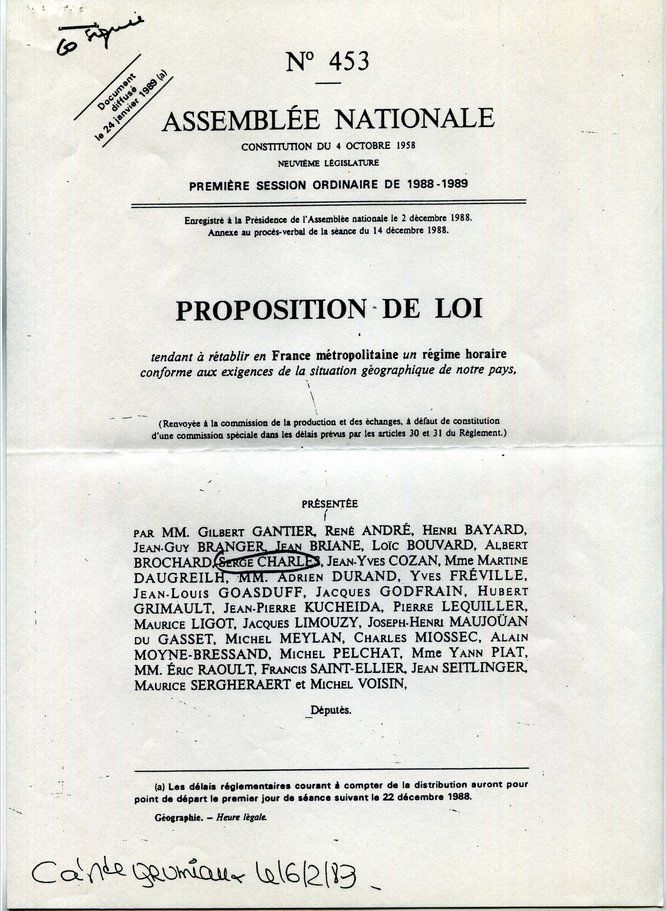 Document
diffusé
le 24 janvier 1989 (a)
Nº 453
ASSEMBLÉE NATIONALE
CONSTITUTION DU 4 OCTOBRE 1958
NEUVIÈME LÉGISLATURE
PREMIÈRE SESSION ORDINAIRE DE 1988-1989
Enregistré à la Présidence de l'Assemblée nationale le 2 décembre 1988.
Annexe au procès-verbal de la séance du 14 décembre 1988.
PROPOSITION DE LOI
tendant à rétablir en France métropolitaine un régime horaire
conforme aux exigences de la situation géographique de notre pays,
(Renvoyée à la commission de la production et des échanges, à défaut de constitution
d'une commission spéciale dans les délais prévus par les articles 30 et 31 du Règlement.)
PRÉSENTÉE
PAR MM. GILBERT GANTIER, RENÉ ANDRÉ, HENRI BAYARD,
JEAN-GUY BRANGER, JEAN BRIANE, LOÏC BOUVARD, ALBERT
BROCHARD, SERGE CHARLES, JEAN-YVES COZAN, Mme MARTINE
DAUGREILH, MM. ADRIEN DURAND, YVES FRÉVILLE,
JEAN-LOUIS GOASDUFF, JACQUES GODFRAIN, HUBERT
GRIMAULT, JEAN-PIERRE KUCHEIDA, PIERRE LEQUILLER,
MAURICE LIGOT, JACQUES LIMOUZY, JOSEPH-HENRI MAUJOÜAN
DU GASSET, MICHEL MEYLAN, CHARLES MIOSSEC, ALAIN
MOYNE-BRESSAND, MICHEL PELCHAT, Mme YANN PIAT,
MM. ÉRIC RAOULT, FRANCIS SAINT-ELLIER, JEAN SEITLINGER,
MAURICE SERGHERAERT et MICHEL VOISIN,
Députés.
(a) Les délais réglementaires courant à compter de la distribution auront pour
point de départ le premier jour de séance suivant le 22 décembre 1988.
Géographie. – Heure légale.
le 6/2/89